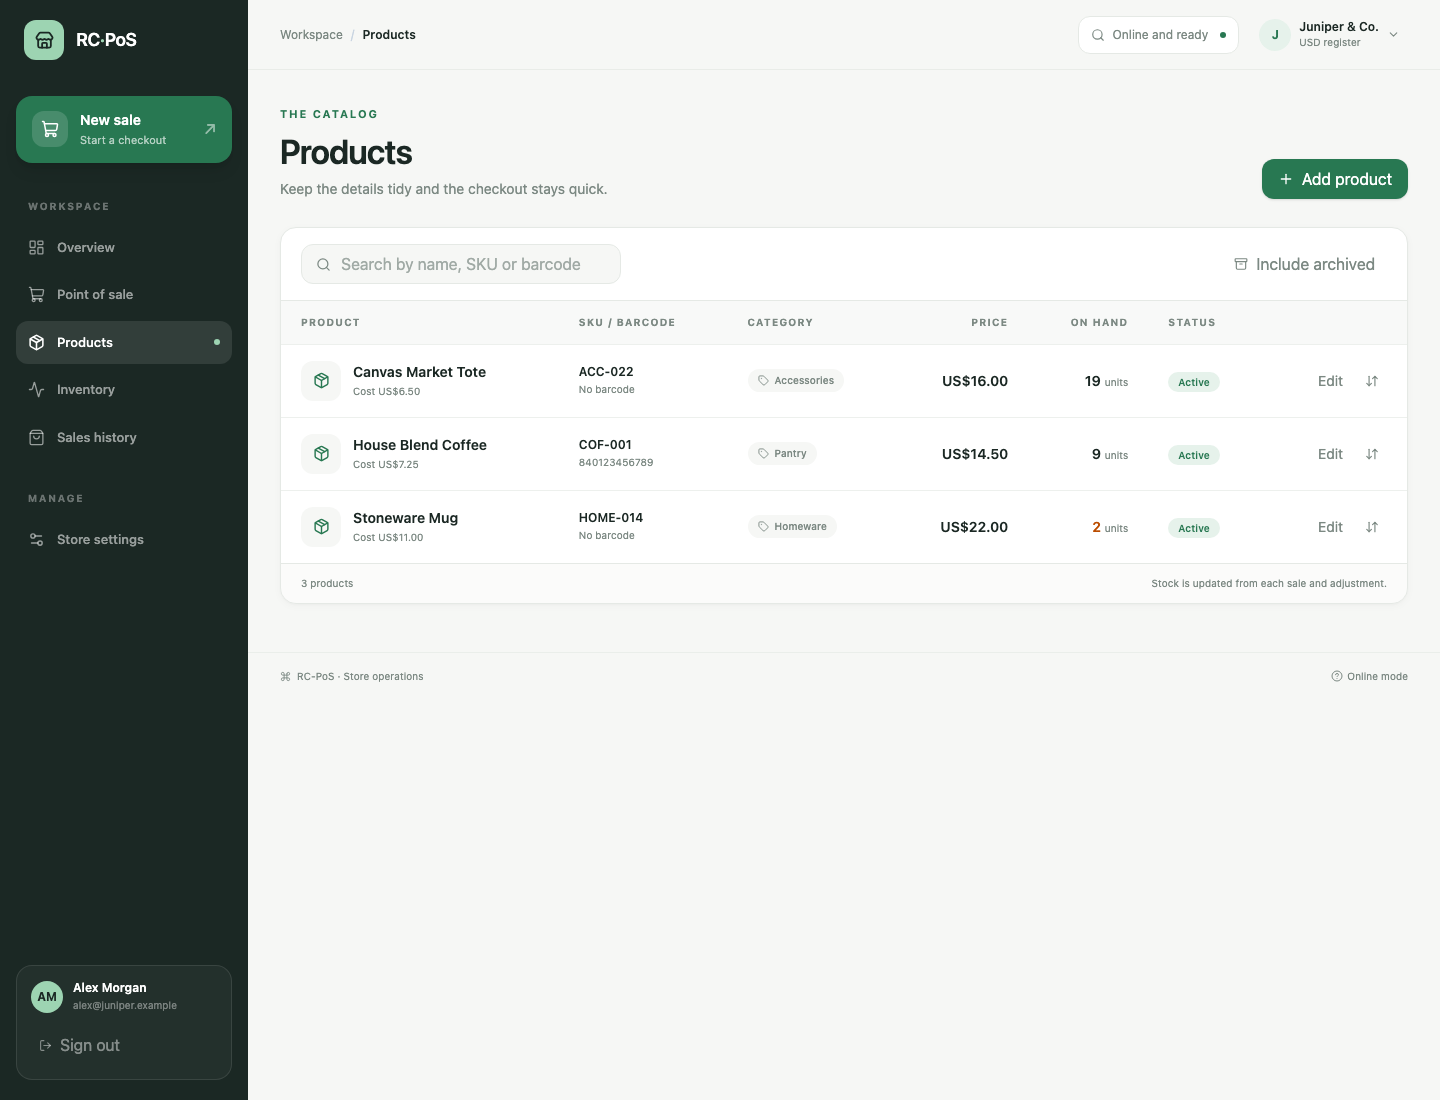 RC·PoS
New sale
Start a checkout
WORKSPACE
Overview
Point of sale
Products
Inventory
Sales history
MANAGE
Store settings
AM
Alex Morgan
alex@juniper.example
Sign out
Workspace / Products
Online and ready
J
Juniper & Co.
USD register
THE CATALOG
Products
Keep the details tidy and the checkout stays quick.
Add product
Search by name, SKU or barcode
Include archived
PRODUCT SKU / BARCODE CATEGORY PRICE ON HAND STATUS
Canvas Market Tote
Cost US$6.50
ACC-022
No barcode
Accessories
US$16.00
19 units
Active
Edit
House Blend Coffee
Cost US$7.25
COF-001
840123456789
Pantry
US$14.50
9 units
Active
Edit
Stoneware Mug
Cost US$11.00
HOME-014
No barcode
Homeware
US$22.00
2 units
Active
Edit
3 products
Stock is updated from each sale and adjustment.
RC-PoS · Store operations
Online mode